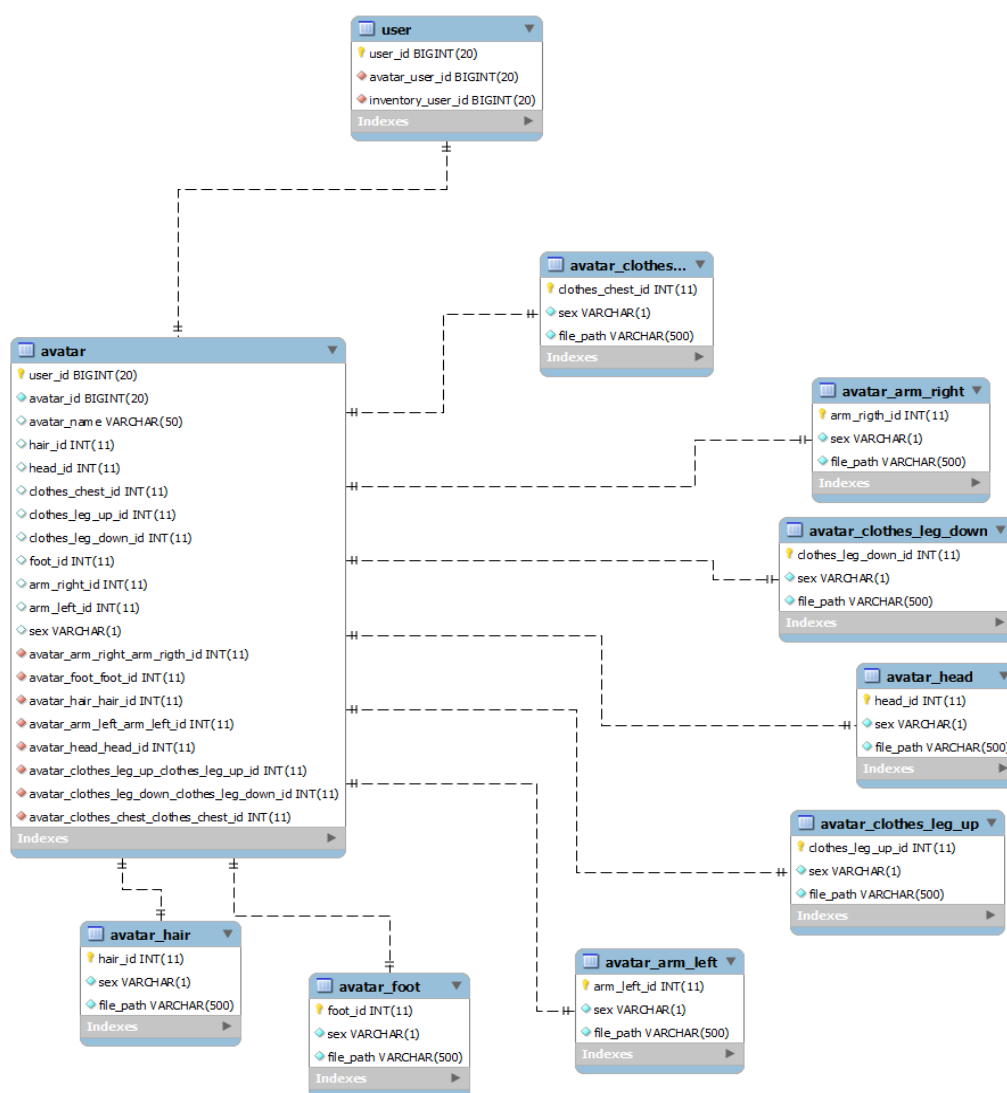 user
user_id BIGINT(20)
avatar_user_id BIGINT(20)
inventory_user_id BIGINT(20)
Indexes
avatar_clothes...
clothes_chest_id INT(11)
sex VARCHAR(1)
file_path VARCHAR(500)
Indexes
avatar
user_id BIGINT(20)
avatar_id BIGINT(20)
avatar_name VARCHAR(50)
hair_id INT(11)
head_id INT(11)
clothes_chest_id INT(11)
clothes_leg_up_id INT(11)
clothes_leg_down_id INT(11)
foot_id INT(11)
arm_right_id INT(11)
arm_left_id INT(11)
sex VARCHAR(1)
avatar_arm_right_arm_rigth_id INT(11)
avatar_foot_foot_id INT(11)
avatar_hair_hair_id INT(11)
avatar_arm_left_arm_left_id INT(11)
avatar_head_head_id INT(11)
avatar_clothes_leg_up_clothes_leg_up_id INT(11)
avatar_clothes_leg_down_clothes_leg_down_id INT(11)
avatar_clothes_chest_clothes_chest_id INT(11)
Indexes
avatar_arm_right
arm_rigth_id INT(11)
sex VARCHAR(1)
file_path VARCHAR(500)
Indexes
avatar_clothes_leg_down
clothes_leg_down_id INT(11)
sex VARCHAR(1)
file_path VARCHAR(500)
Indexes
avatar_head
head_id INT(11)
sex VARCHAR(1)
file_path VARCHAR(500)
Indexes
avatar_clothes_leg_up
clothes_leg_up_id INT(11)
sex VARCHAR(1)
file_path VARCHAR(500)
Indexes
avatar_hair
hair_id INT(11)
sex VARCHAR(1)
file_path VARCHAR(500)
Indexes
avatar_foot
foot_id INT(11)
sex VARCHAR(1)
file_path VARCHAR(500)
Indexes
avatar_arm_left
arm_left_id INT(11)
sex VARCHAR(1)
file_path VARCHAR(500)
Indexes